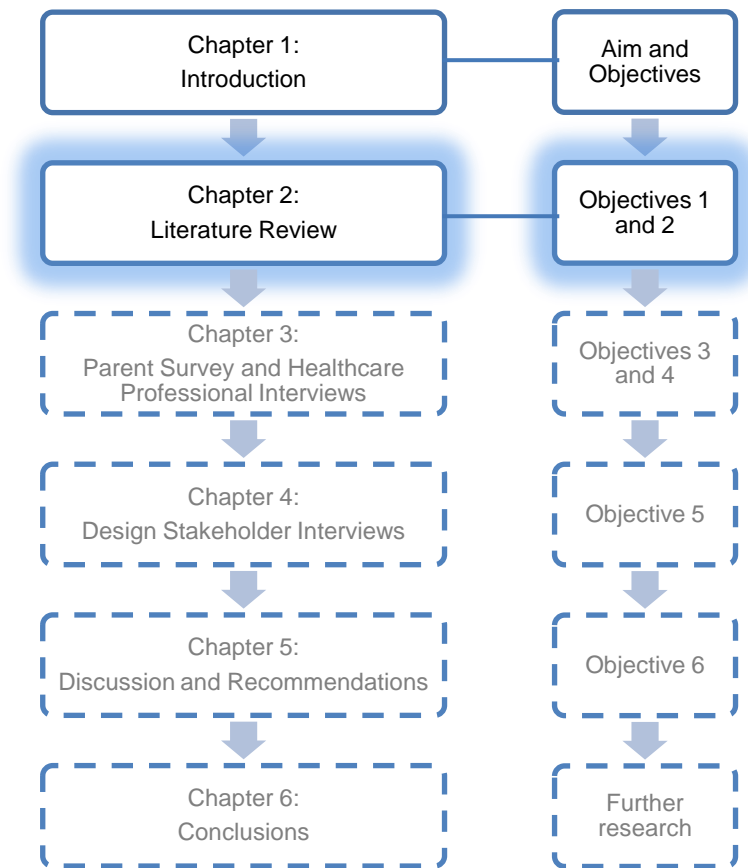 Chapter 1:
Introduction
Aim and
Objectives
Chapter 2:
Literature Review
Objectives 1
and 2
Chapter 3:
Parent Survey and Healthcare
Professional Interviews
Objectives 3
and 4
Chapter 4:
Design Stakeholder Interviews
Objective 5
Chapter 5:
Discussion and Recommendations
Objective 6
Chapter 6:
Conclusions
Further
research